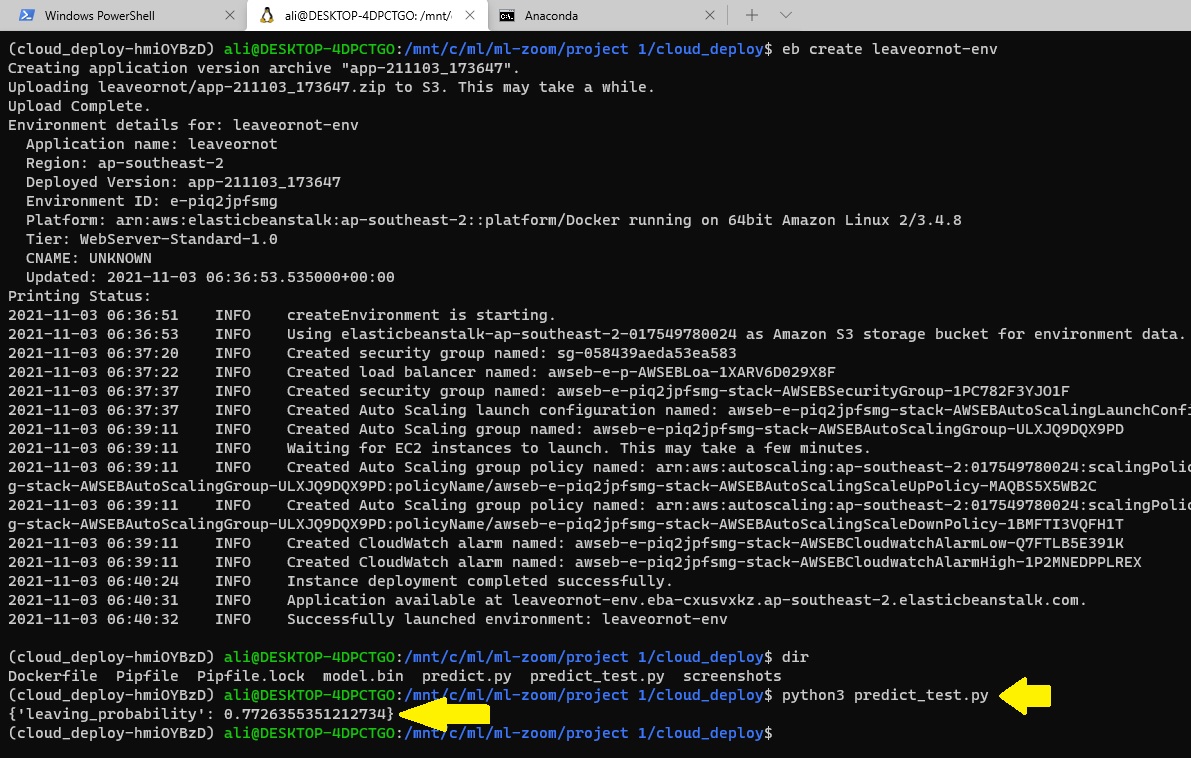 Windows PowerShell
ali@DESKTOP-4DPCTGO: /mnt/c
Anaconda
(cloud_deploy-hmiOYBzD) ali@DESKTOP-4DPCTGO:/mnt/c/ml/ml-zoom/project 1/cloud_deploy$ eb create leaveornot-env
Creating application version archive "app-211103_173647".
Uploading leaveornot/app-211103_173647.zip to S3. This may take a while.
Upload Complete.
Environment details for: leaveornot-env
  Application name: leaveornot
  Region: ap-southeast-2
  Deployed Version: app-211103_173647
  Environment ID: e-piq2jpfsmg
  Platform: arn:aws:elasticbeanstalk:ap-southeast-2::platform/Docker running on 64bit Amazon Linux 2/3.4.8
  Tier: WebServer-Standard-1.0
  CNAME: UNKNOWN
  Updated: 2021-11-03 06:36:53.535000+00:00
Printing Status:
2021-11-03 06:36:51    INFO    createEnvironment is starting.
2021-11-03 06:36:53    INFO    Using elasticbeanstalk-ap-southeast-2-017549780024 as Amazon S3 storage bucket for environment data.
2021-11-03 06:37:20    INFO    Created security group named: sg-058439aeda53ea583
2021-11-03 06:37:22    INFO    Created load balancer named: awseb-e-p-AWSEBLoa-1XARV6D029X8F
2021-11-03 06:37:37    INFO    Created security group named: awseb-e-piq2jpfsmg-stack-AWSEBSecurityGroup-1PC782F3YJO1F
2021-11-03 06:37:37    INFO    Created Auto Scaling launch configuration named: awseb-e-piq2jpfsmg-stack-AWSEBAutoScalingLaunchConfi
2021-11-03 06:39:11    INFO    Created Auto Scaling group named: awseb-e-piq2jpfsmg-stack-AWSEBAutoScalingGroup-ULXJQ9DQX9PD
2021-11-03 06:39:11    INFO    Waiting for EC2 instances to launch. This may take a few minutes.
2021-11-03 06:39:11    INFO    Created Auto Scaling group policy named: arn:aws:autoscaling:ap-southeast-2:017549780024:scalingPolic
g-stack-AWSEBAutoScalingGroup-ULXJQ9DQX9PD:policyName/awseb-e-piq2jpfsmg-stack-AWSEBAutoScalingScaleUpPolicy-MAQBS5X5WB2C
2021-11-03 06:39:11    INFO    Created Auto Scaling group policy named: arn:aws:autoscaling:ap-southeast-2:017549780024:scalingPolic
g-stack-AWSEBAutoScalingGroup-ULXJQ9DQX9PD:policyName/awseb-e-piq2jpfsmg-stack-AWSEBAutoScalingScaleDownPolicy-1BMFTI3VQFH1T
2021-11-03 06:39:11    INFO    Created CloudWatch alarm named: awseb-e-piq2jpfsmg-stack-AWSEBCloudwatchAlarmLow-Q7FTLB5E391K
2021-11-03 06:39:11    INFO    Created CloudWatch alarm named: awseb-e-piq2jpfsmg-stack-AWSEBCloudwatchAlarmHigh-1P2MNEDPPLREX
2021-11-03 06:40:24    INFO    Instance deployment completed successfully.
2021-11-03 06:40:31    INFO    Application available at leaveornot-env.eba-cxusvxkz.ap-southeast-2.elasticbeanstalk.com.
2021-11-03 06:40:32    INFO    Successfully launched environment: leaveornot-env
(cloud_deploy-hmiOYBzD) ali@DESKTOP-4DPCTGO:/mnt/c/ml/ml-zoom/project 1/cloud_deploy$ dir
Dockerfile  Pipfile  Pipfile.lock  model.bin  predict.py  predict_test.py  screenshots
(cloud_deploy-hmiOYBzD) ali@DESKTOP-4DPCTGO:/mnt/c/ml/ml-zoom/project 1/cloud_deploy$ python3 predict_test.py
{'leaving_probability': 0.7726355351212734}
(cloud_deploy-hmiOYBzD) ali@DESKTOP-4DPCTGO:/mnt/c/ml/ml-zoom/project 1/cloud_deploy$